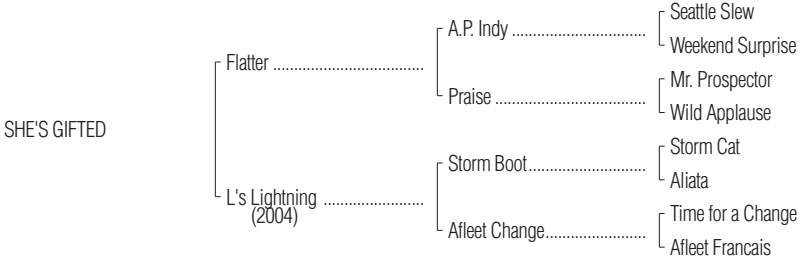 Seattle Slew
A.P. Indy
Weekend Surprise
Flatter
Mr. Prospector
Praise
Wild Applause
SHE'S GIFTED
Storm Cat
Storm Boot
Aliata
L's Lightning
(2004)
Time for a Change
Afleet Change
Afleet Francais